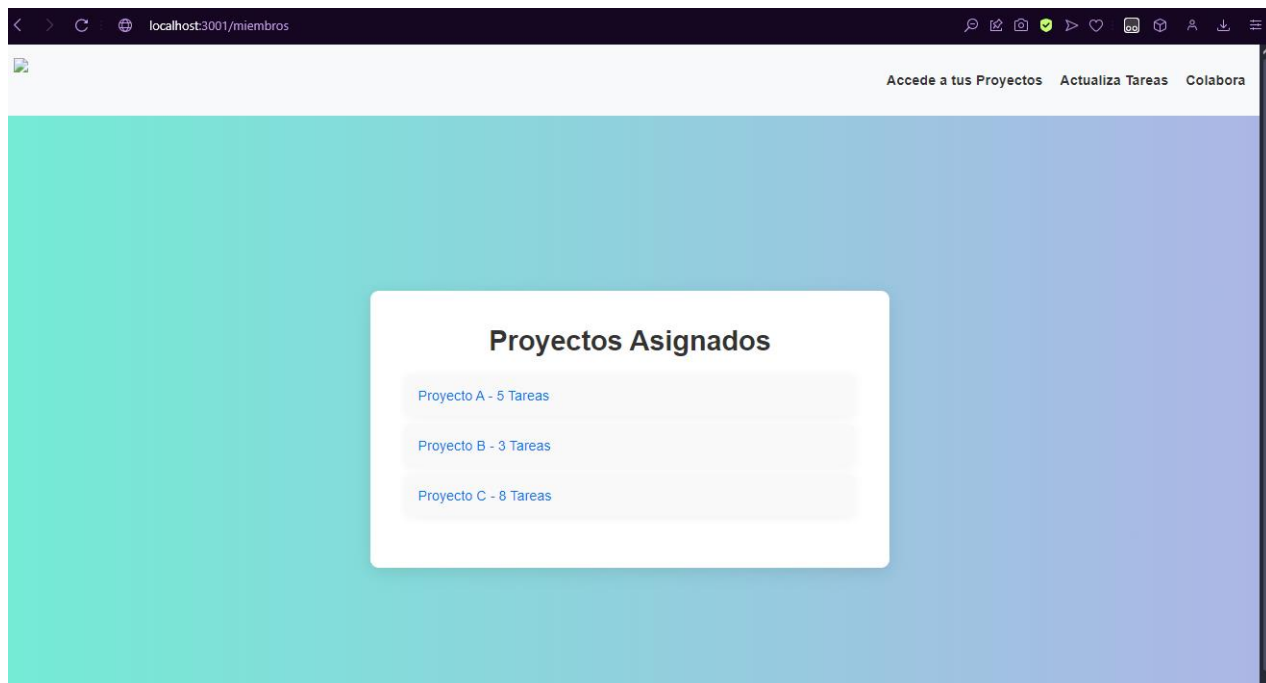 localhost:3001/miembros
Accede a tus Proyectos Actualiza Tareas Colabora
Proyectos Asignados
Proyecto A - 5 Tareas
Proyecto B - 3 Tareas
Proyecto C - 8 Tareas